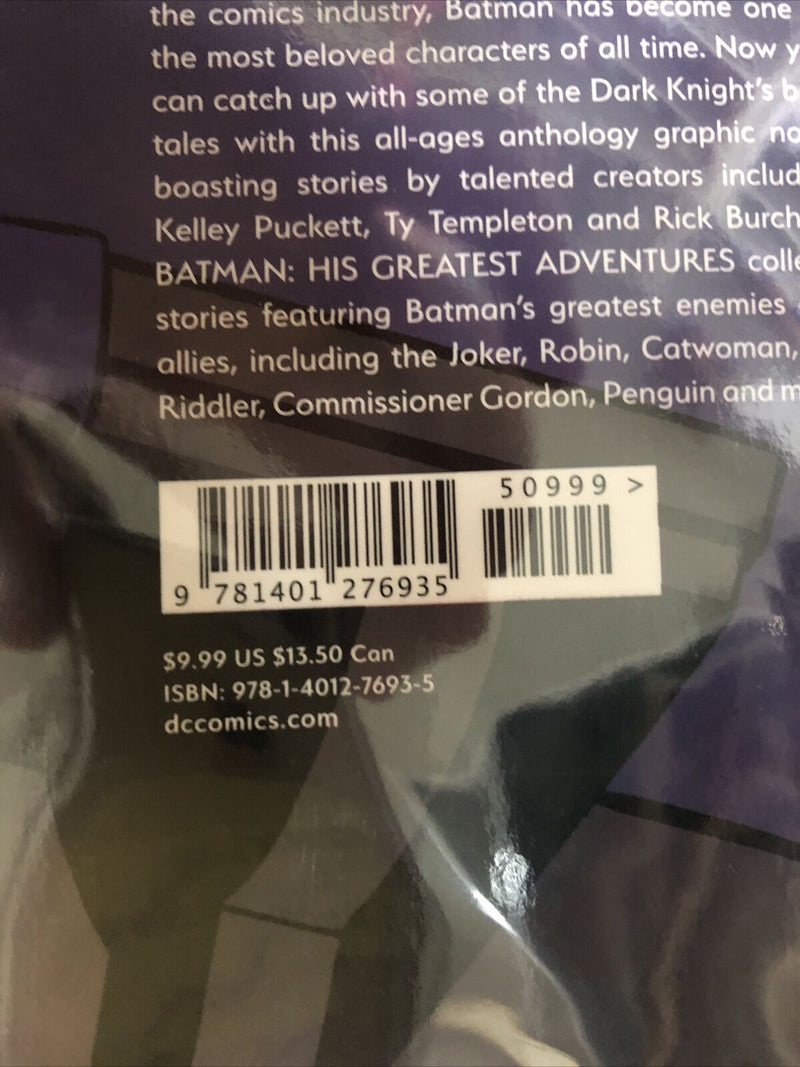 the comics industry, Batman has become one
the most beloved characters of all time. Now y
can catch up with some of the Dark Knight's b
tales with this all-ages anthology graphic no
boasting stories by talented creators includ
Kelley Puckett, Ty Templeton and Rick Burch
BATMAN: HIS GREATEST ADVENTURES colle
stories featuring Batman's greatest enemies
allies, including the Joker, Robin, Catwoman,
Riddler, Commissioner Gordon, Penguin and m
50999 >
9 781401 276935
$9.99 US $13.50 Can
ISBN: 978-1-4012-7693-5
dccomics.com